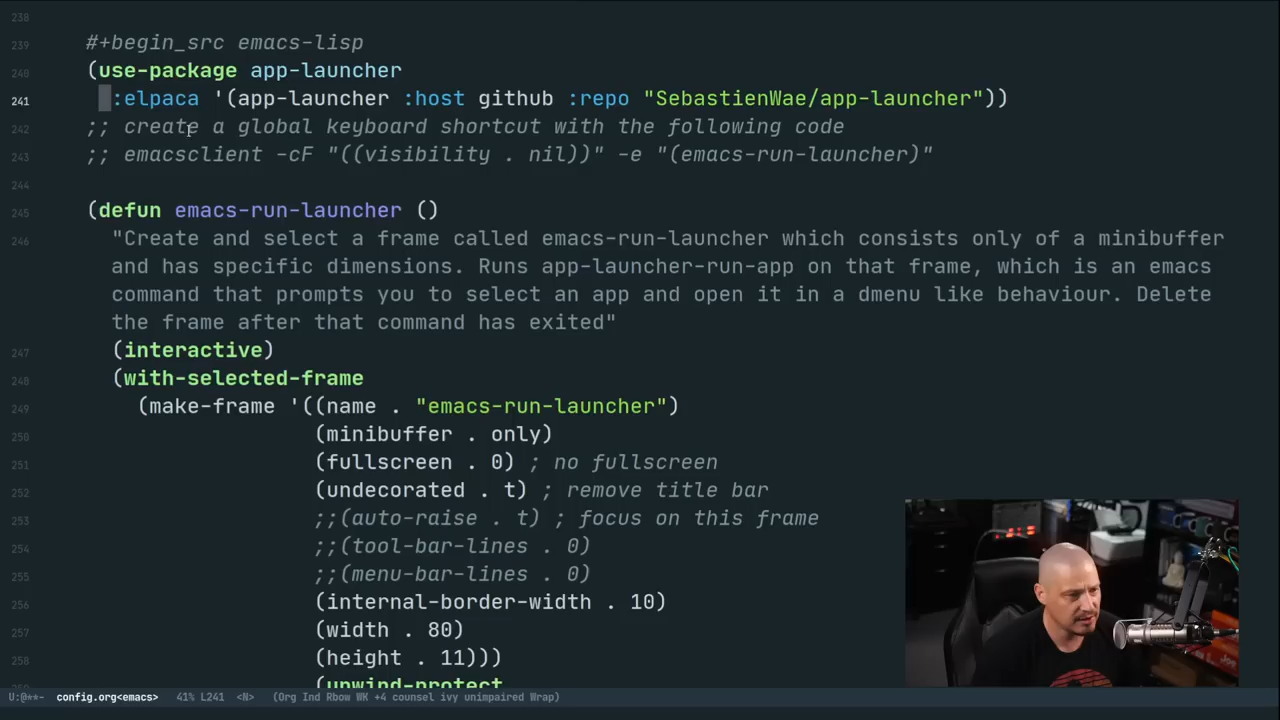 238
239 #+begin_src emacs-lisp
240 (use-package app-launcher
241 :elpaca '(app-launcher :host github :repo "SebastienWae/app-launcher"))
242 ;; create a global keyboard shortcut with the following code
243 ;; emacsclient -cF "((visibility . nil))" -e "(emacs-run-launcher)"
244
245 (defun emacs-run-launcher ()
246 "Create and select a frame called emacs-run-launcher which consists only of a minibuffer
and has specific dimensions. Runs app-launcher-run-app on that frame, which is an emacs
command that prompts you to select an app and open it in a dmenu like behaviour. Delete
the frame after that command has exited"
247 (interactive)
248 (with-selected-frame
249 (make-frame '((name . "emacs-run-launcher")
250 (minibuffer . only)
251 (fullscreen . 0) ; no fullscreen
252 (undecorated . t) ; remove title bar
253 ;;(auto-raise . t) ; focus on this frame
254 ;;(tool-bar-lines . 0)
255 ;;(menu-bar-lines . 0)
256 (internal-border-width . 10)
257 (width . 80)
258 (height . 11)))
(unwind-protect
U:@**- config.org<emacs> 41% L241 <N> (Org Ind Rbow WK +4 counsel ivy unimpaired Wrap)